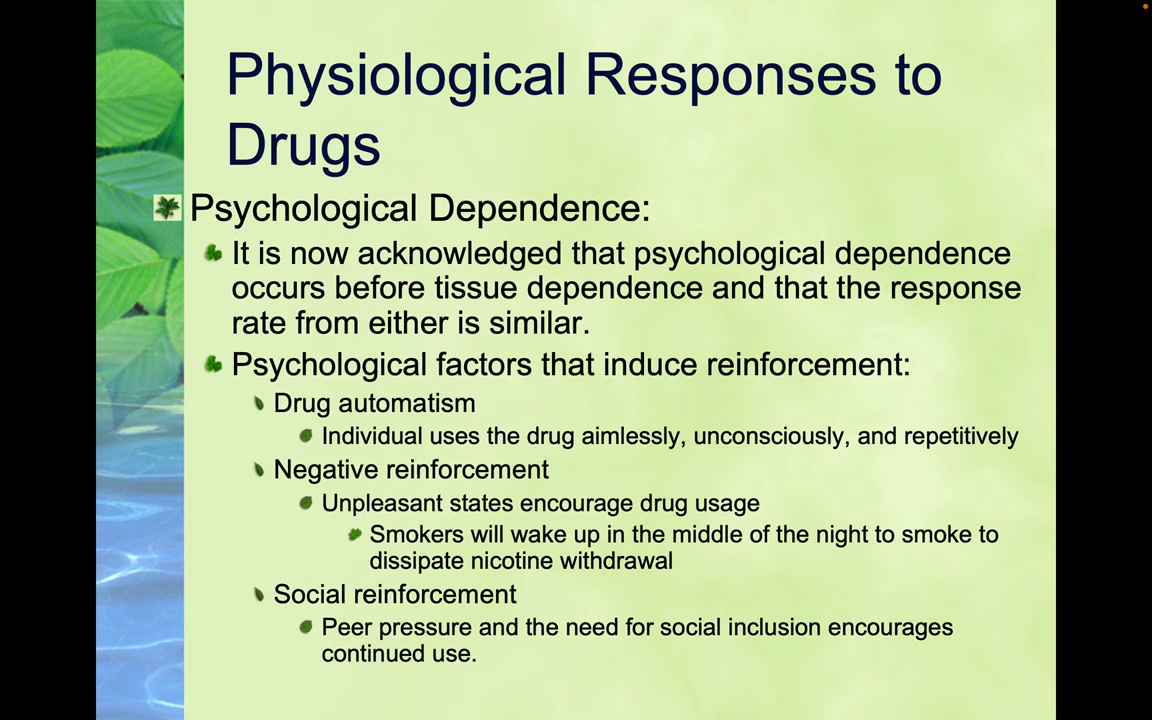 Physiological Responses to
Drugs
Psychological Dependence:
It is now acknowledged that psychological dependence
occurs before tissue dependence and that the response
rate from either is similar.
Psychological factors that induce reinforcement:
Drug automatism
Individual uses the drug aimlessly, unconsciously, and repetitively
Negative reinforcement
Unpleasant states encourage drug usage
Smokers will wake up in the middle of the night to smoke to
dissipate nicotine withdrawal
Social reinforcement
Peer pressure and the need for social inclusion encourages
continued use.